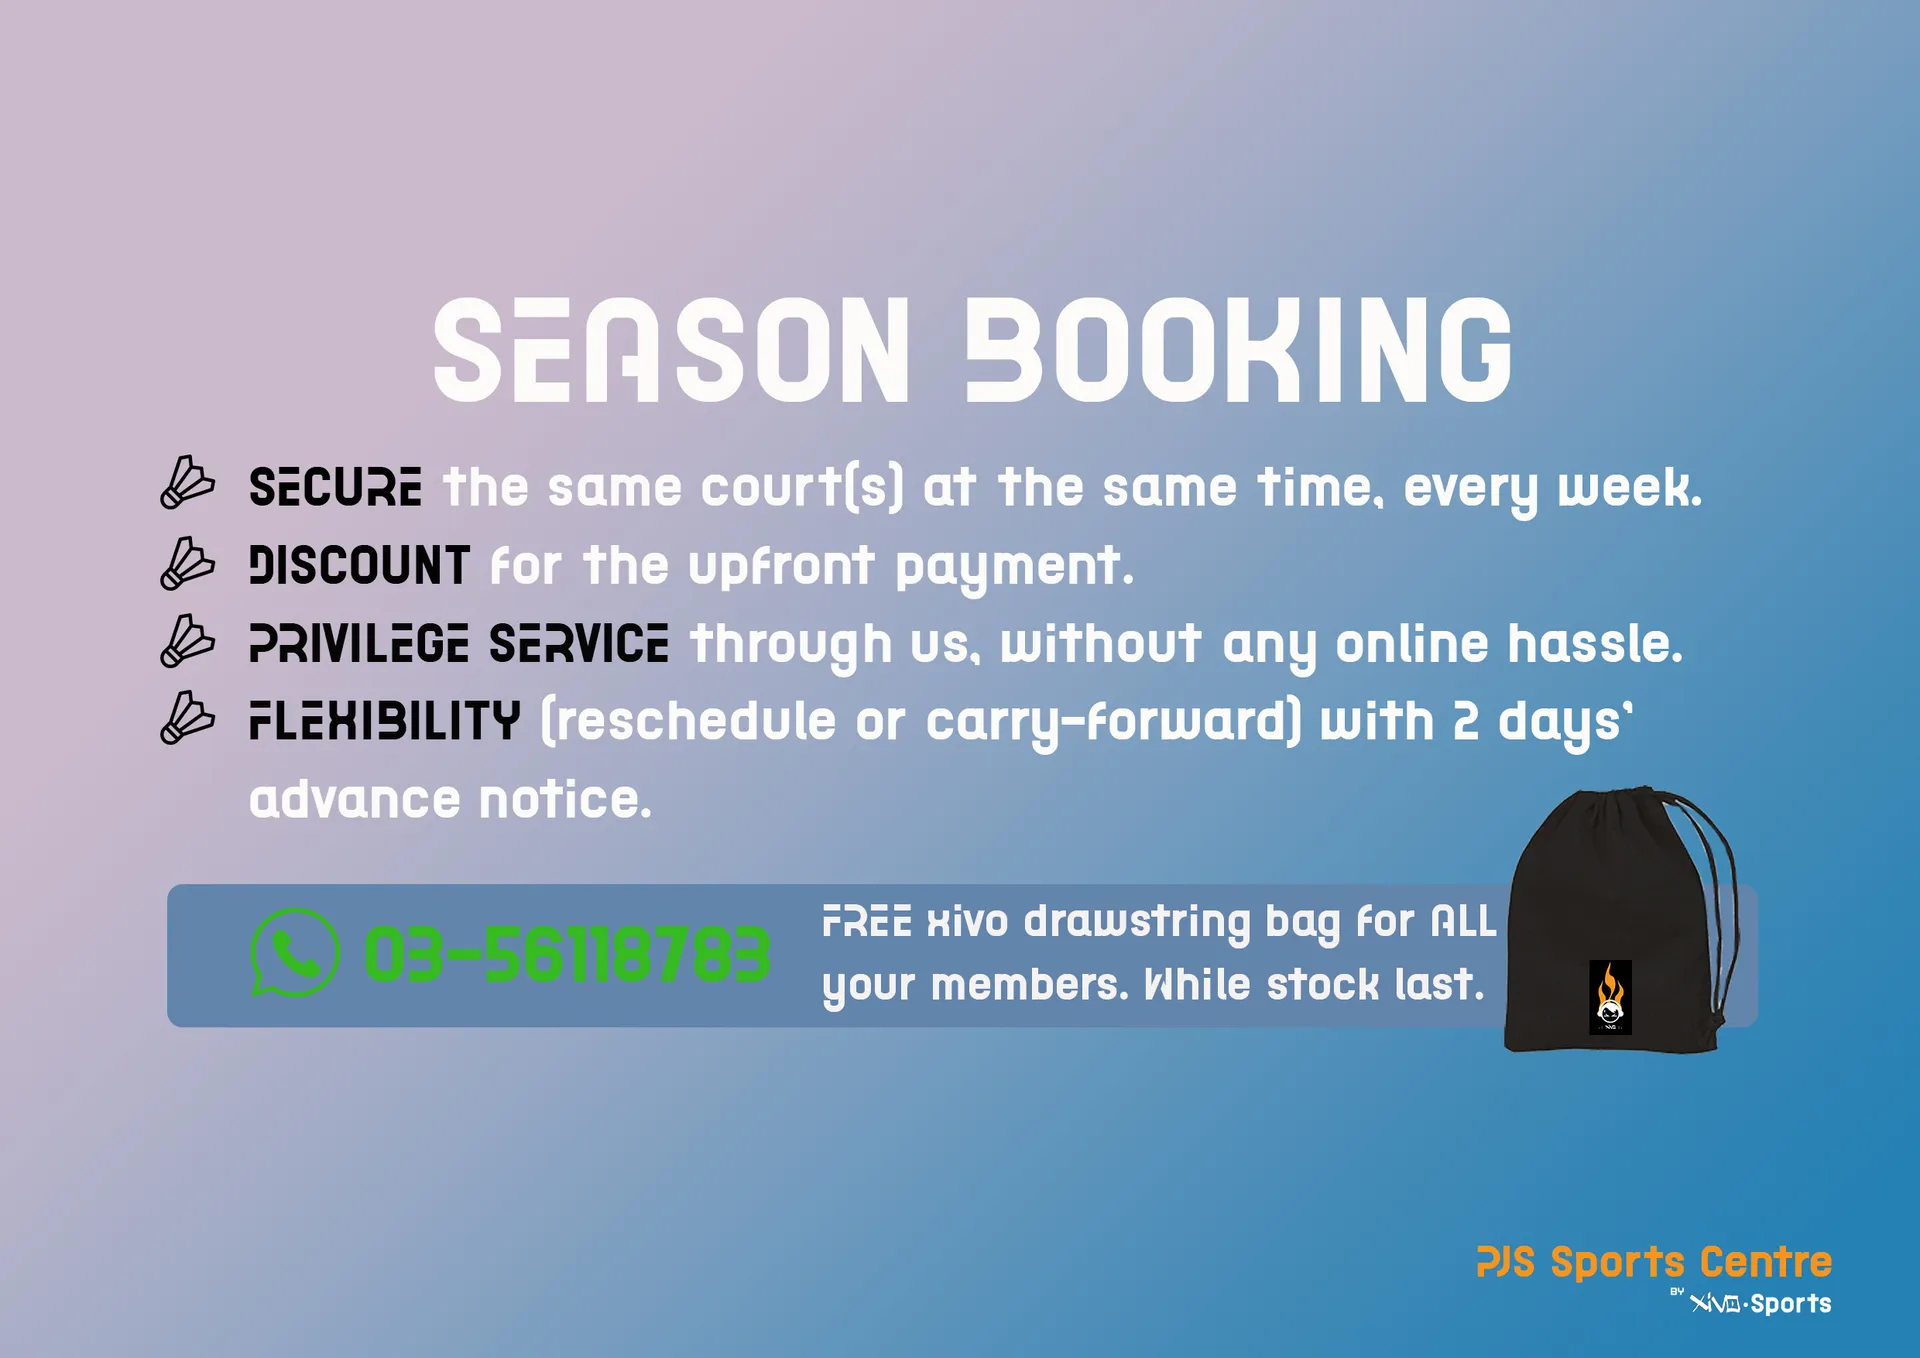 SEASON BOOKING
SECURE the same court(s) at the same time, every week.
DISCOUNT for the upfront payment.
PRIVILEGE SERVICE through us, without any online hassle.
FLEXIBILITY (reschedule or carry-forward) with 2 days'
advance notice.
03-56118783
FREE xivo drawstring bag for ALL
your members. While stock last.
PJS Sports Centre
BY XIVO·Sports